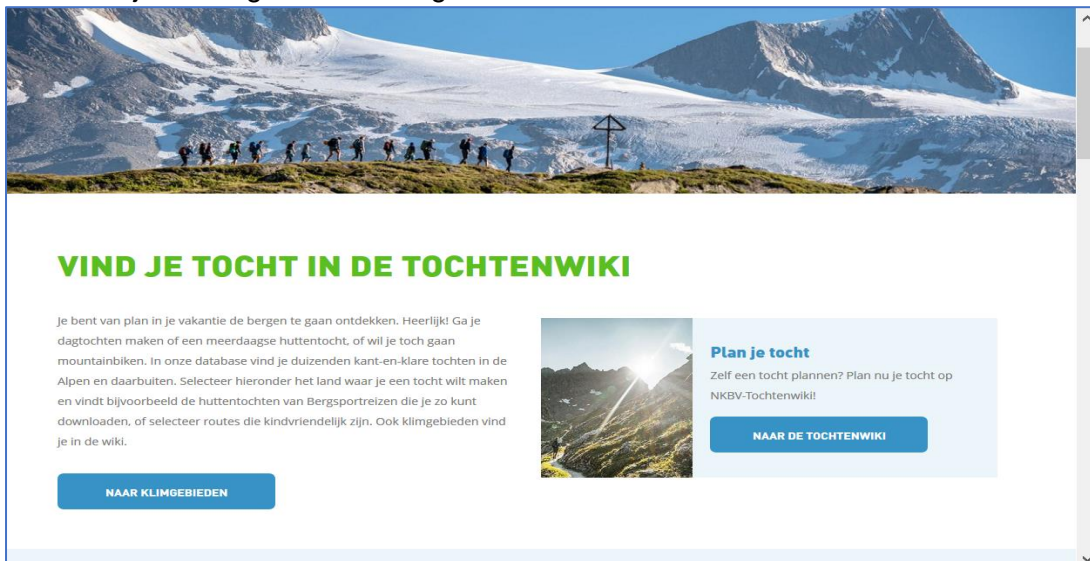 VIND JE TOCHT IN DE TOCHTENWIKI
Je bent van plan in je vakantie de bergen te gaan ontdekken. Heerlijk! Ga je
dagtochten maken of een meerdaagse huttentocht, of wil je toch gaan
mountainbiken. In onze database vind je duizenden kant-en-klare tochten in de
Alpen en daarbuiten. Selecteer hieronder het land waar je een tocht wilt maken
en vindt bijvoorbeeld de huttentochten van Bergsportreizen die je zo kunt
downloaden, of selecteer routes die kindvriendelijk zijn. Ook klimgebieden vind
je in de wiki.
NAAR KLIMGEBIEDEN
Plan je tocht
Zelf een tocht plannen? Plan nu je tocht op
NKBV-Tochtenwiki!
NAAR DE TOCHTENWIKI